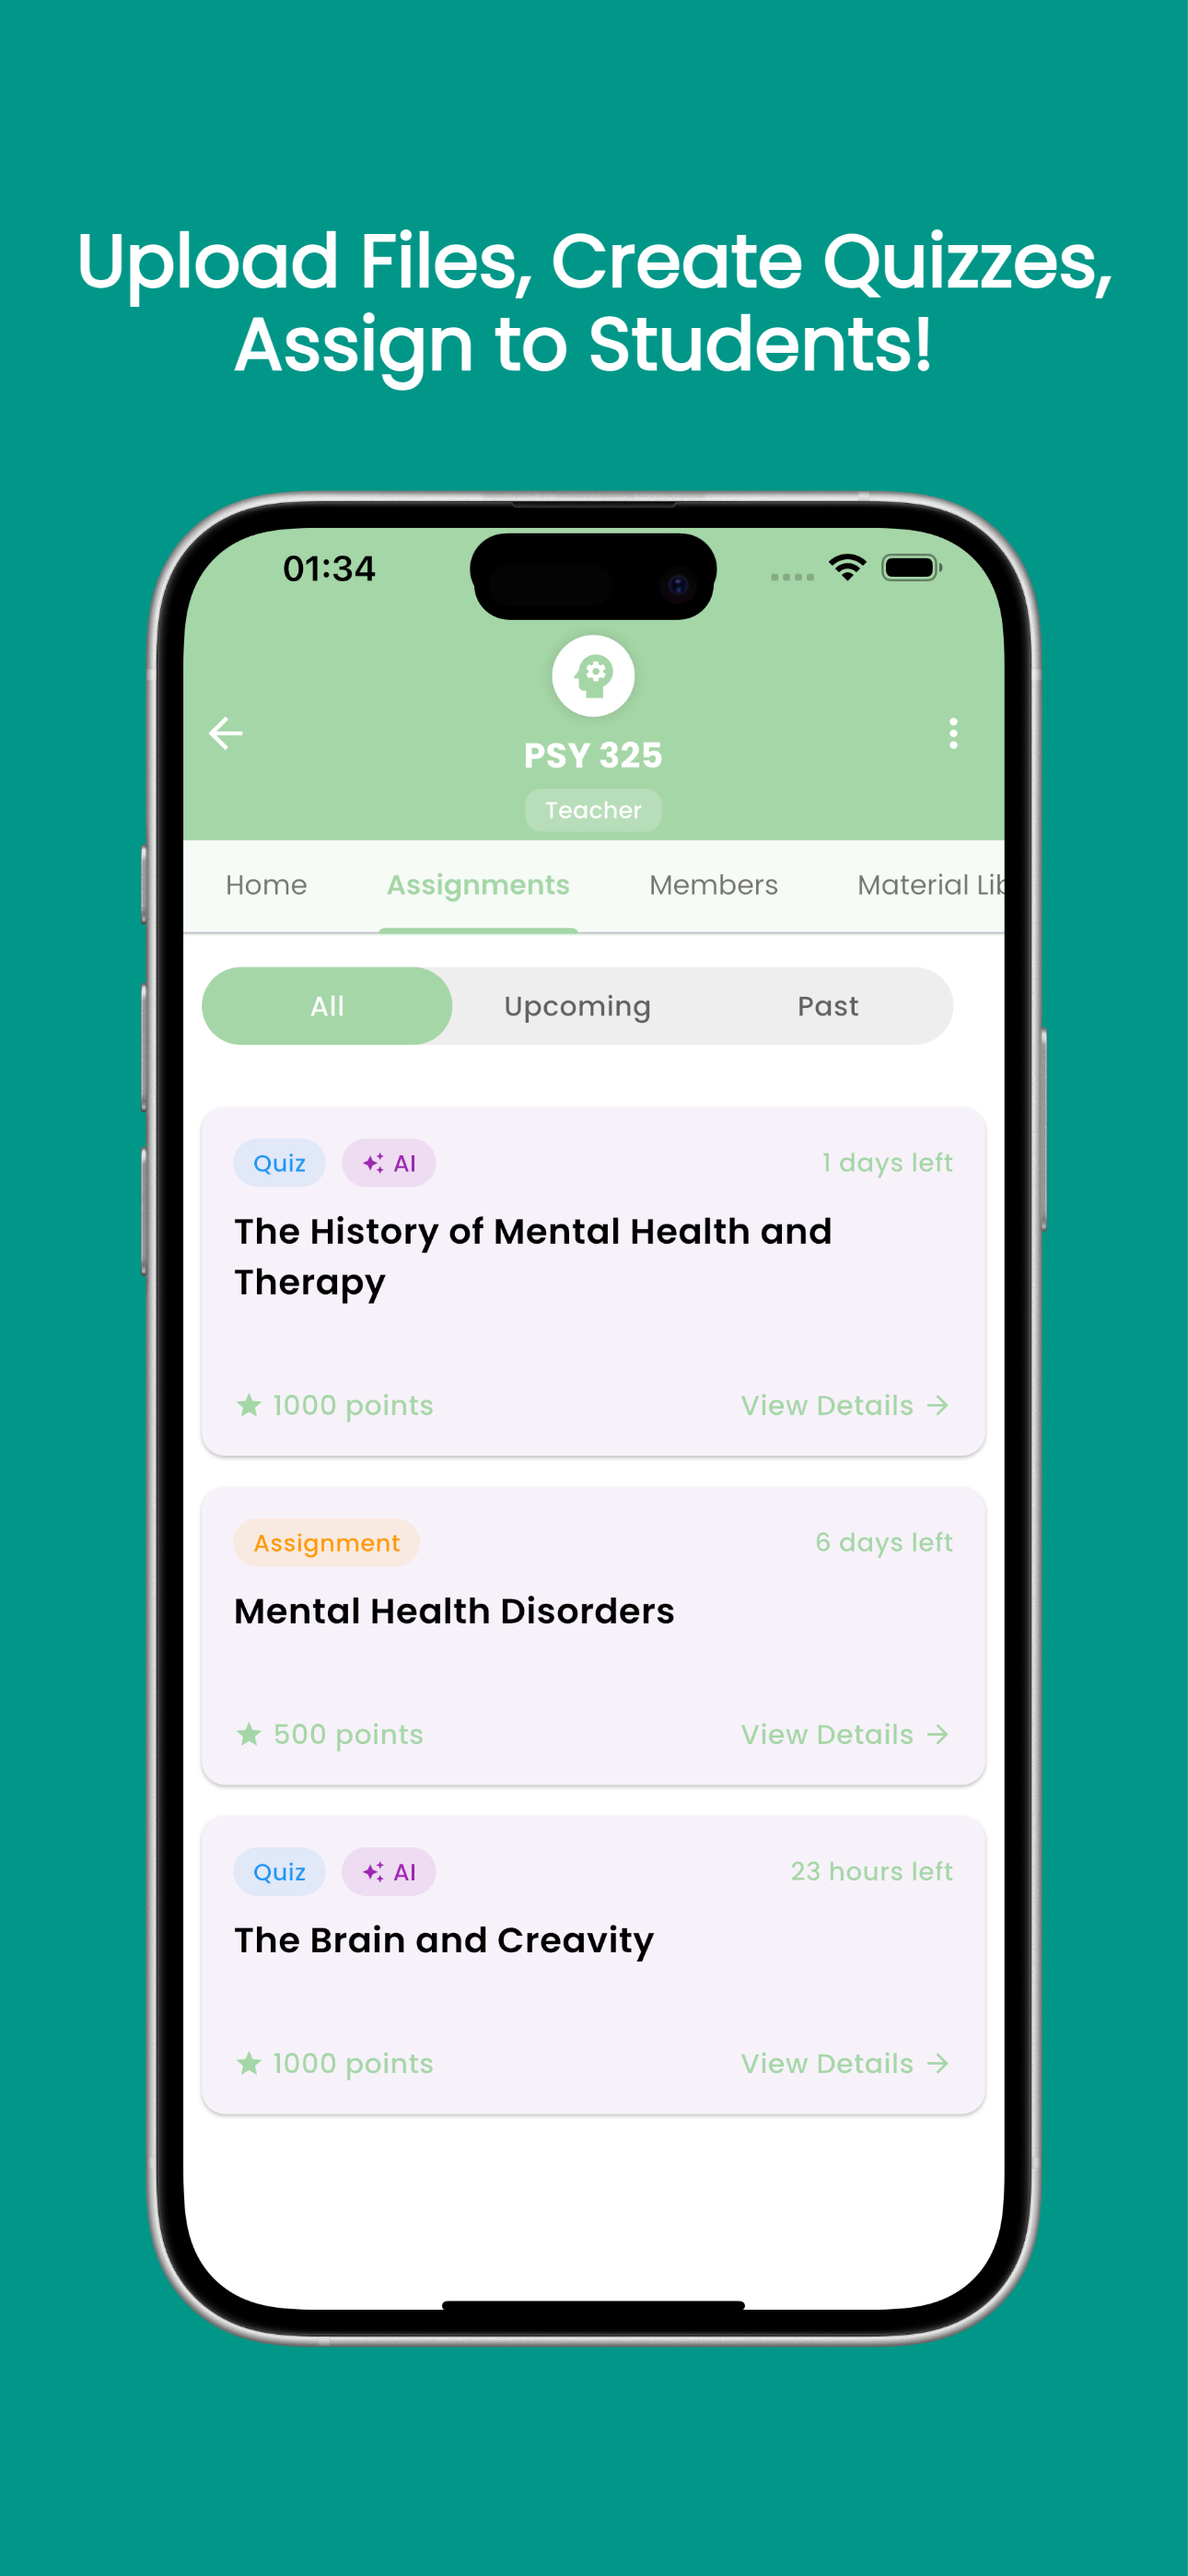 Upload Files, Create Quizzes,
Assign to Students!
01:34
PSY 325
Teacher
Home Assignments Members Material Lib
All Upcoming Past
Quiz AI 1 days left
The History of Mental Health and
Therapy
1000 points View Details
Assignment 6 days left
Mental Health Disorders
500 points View Details
Quiz AI 23 hours left
The Brain and Creavity
1000 points View Details